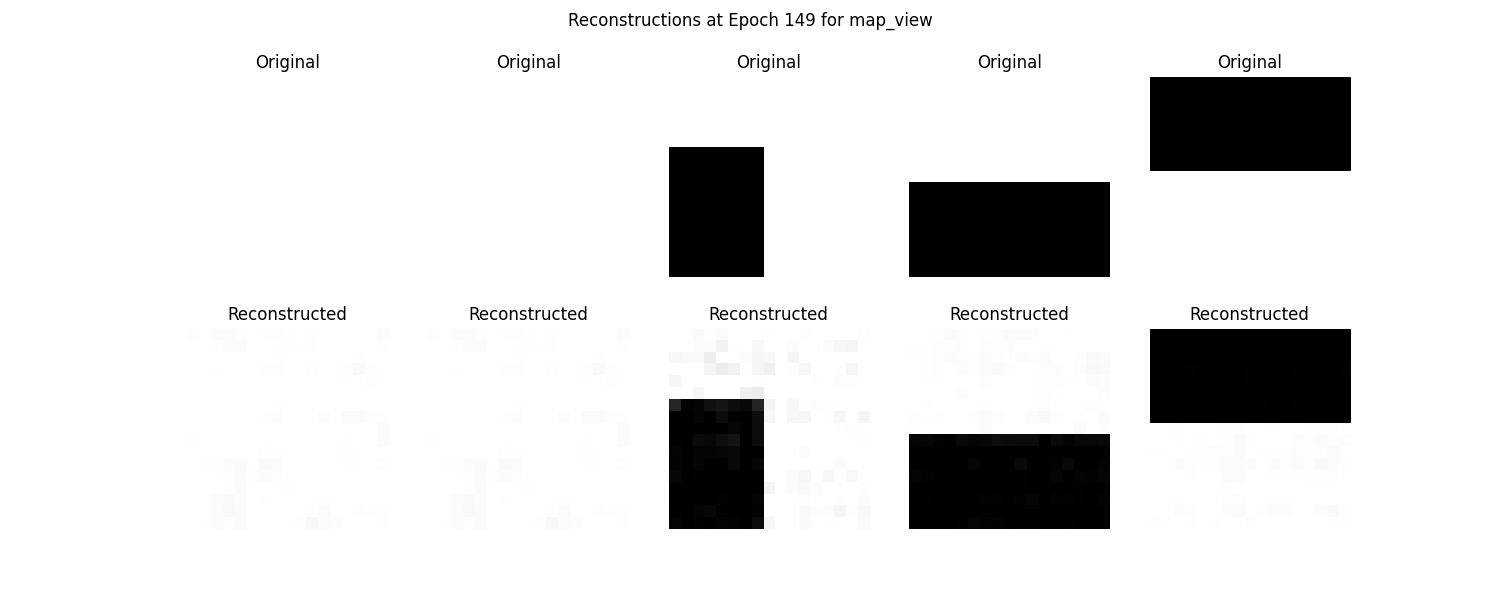 Reconstructions at Epoch 149 for map_view
Original Original Original Original Original
Reconstructed Reconstructed Reconstructed Reconstructed Reconstructed